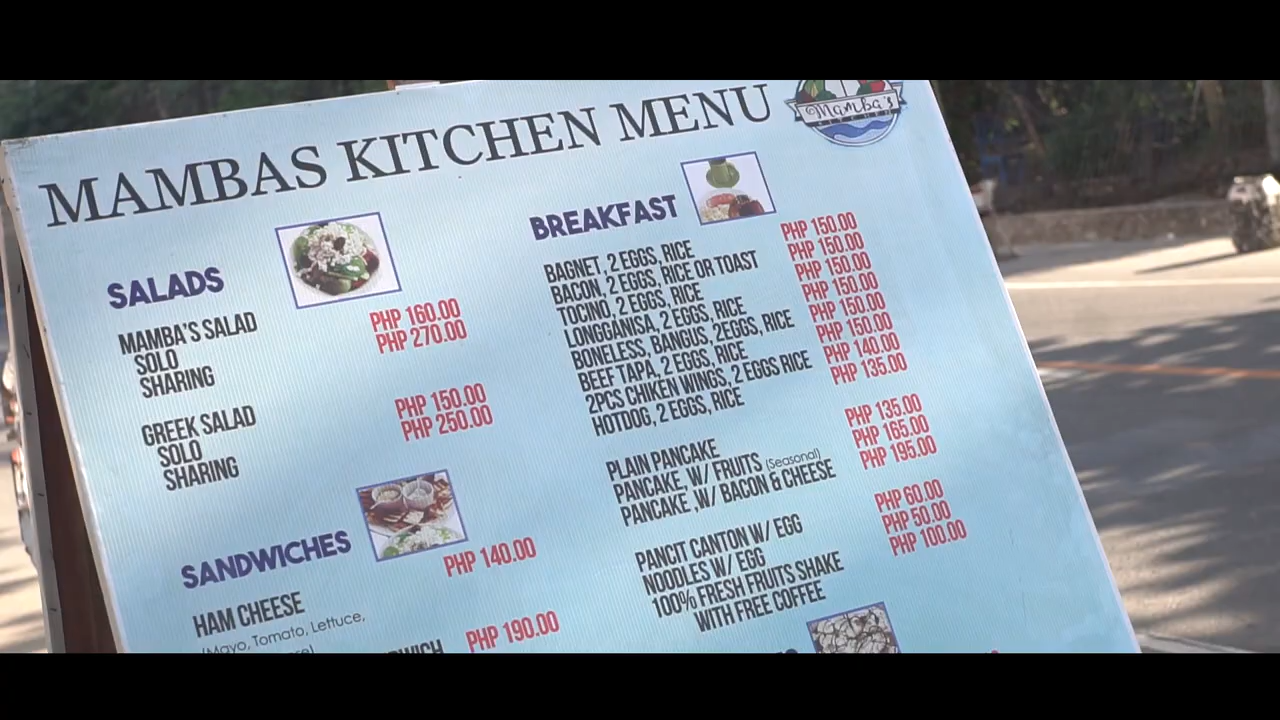 MAMBAS KITCHEN MENU
Mamba's
KITCHEN
SALADS
MAMBA'S SALAD
SOLO PHP 160.00
SHARING PHP 270.00
GREEK SALAD
SOLO PHP 150.00
SHARING PHP 250.00
SANDWICHES
HAM CHEESE PHP 140.00
(Mayo, Tomato, Lettuce,
PHP 190.00
BREAKFAST
BAGNET, 2 EGGS, RICE PHP 150.00
BACON, 2 EGGS, RICE OR TOAST PHP 150.00
TOCINO, 2 EGGS, RICE PHP 150.00
LONGGANISA, 2 EGGS, RICE PHP 150.00
BONELESS, BANGUS, 2EGGS, RICE PHP 150.00
BEEF TAPA, 2 EGGS, RICE PHP 150.00
2PCS CHIKEN WINGS, 2 EGGS RICE PHP 140.00
HOTDOG, 2 EGGS, RICE PHP 135.00
PLAIN PANCAKE PHP 135.00
PANCAKE, W/ FRUITS (Seasonal) PHP 165.00
PANCAKE ,W/ BACON & CHEESE PHP 195.00
PANCIT CANTON W/ EGG PHP 60.00
NOODLES W/ EGG PHP 50.00
100% FRESH FRUITS SHAKE PHP 100.00
WITH FREE COFFEE